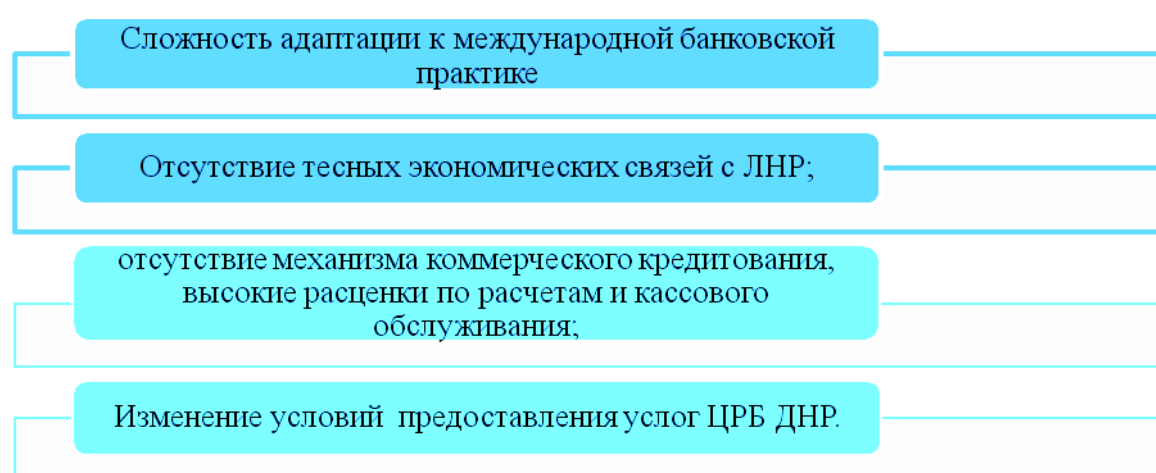 Сложность адаптации к международной банковской
практике
Отсутствие тесных экономических связей с ЛНР;
отсутствие механизма коммерческого кредитования,
высокие расценки по расчетам и кассового
обслуживания;
Изменение условий предоставления услог ЦРБ ДНР.